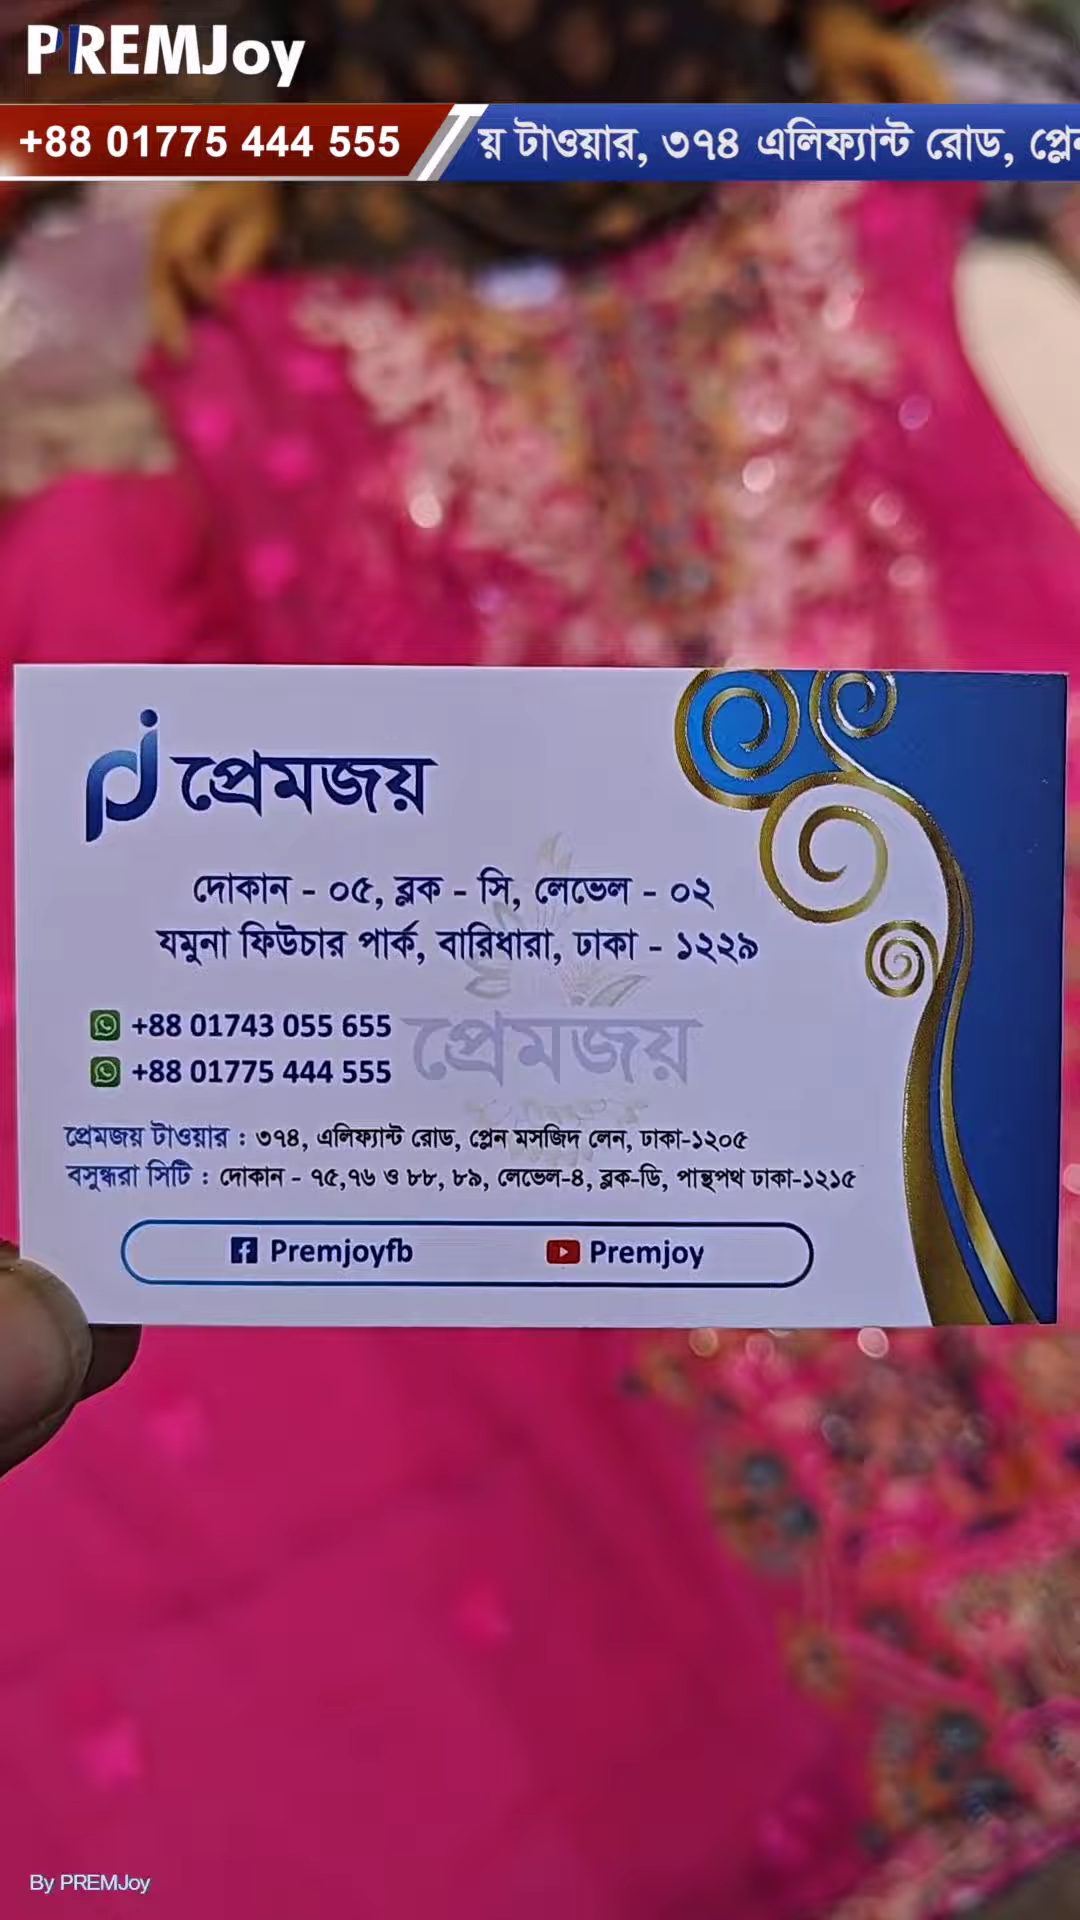 PREMJoy
+88 01775 444 555
য় টাওয়ার, ৩৭৪ এলিফ্যান্ট রোড,
প্রেমজয়
দোকান - ০৫, ব্লক - সি, লেভেল - ০২
যমুনা ফিউচার পার্ক, বারিধারা, ঢাকা - ১২২৯
+88 01743 055 655
+88 01775 444 555
প্রেমজয়
প্রেমজয় টাওয়ার : ৩৭৪, এলিফ্যান্ট রোড, প্লেন মসজিদ লেন, ঢাকা-১২০৫
বসুন্ধরা সিটি : দোকান - ৭৫,৭৬ ও ৮৮, ৮৯, লেভেল-৪, ব্লক-ডি, পান্থপথ ঢাকা-১২১৫
Premjoyfb
Premjoy
By PREMJoy